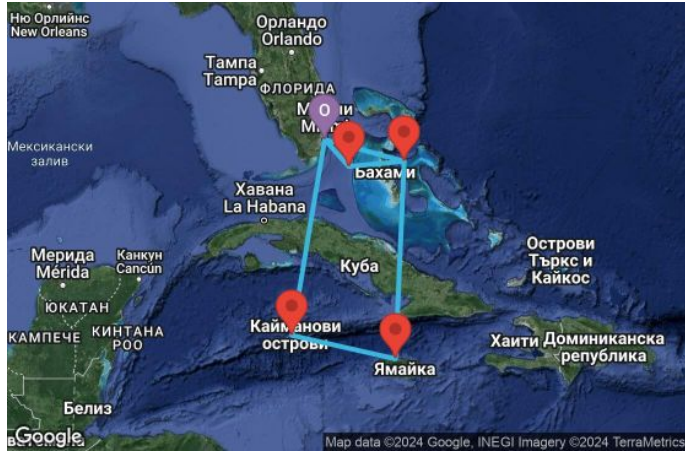 Ню Орлийнс
New Orleans
Орландо
Orlando
Тампа
Tampa
ФЛОРИДА
O
Мексикански
залив
Бахами
Хавана
La Habana
Мерида
Mérida
Канкун
Cancún
Куба
Острови
Търкс и
Кайкос
ЮКАТАН
КАМПЕЧЕ
КИНТАНА
РОО
Кайманови
острови
Ямайка
Хаити
Доминиканска
република
Белиз
Google
Map data ©2024 Google, INEGI Imagery ©2024 TerraMetrics